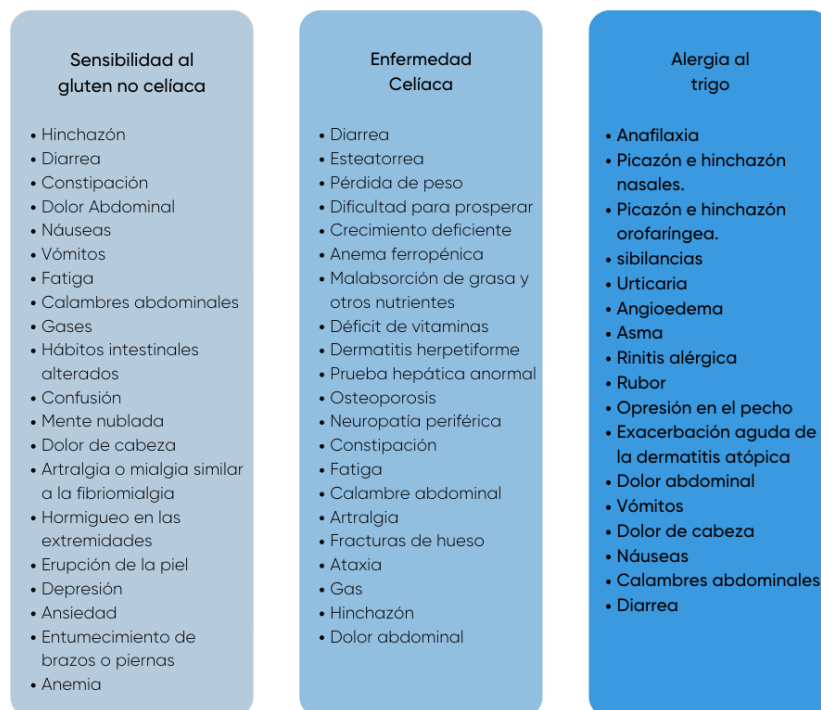 Sensibilidad al
gluten no celíaca
• Hinchazón
• Diarrea
• Constipación
• Dolor Abdominal
• Náuseas
• Vómitos
• Fatiga
• Calambres abdominales
• Gases
• Hábitos intestinales
alterados
• Confusión
• Mente nublada
• Dolor de cabeza
• Artralgia o mialgia similar
a la fibriomialgia
• Hormigueo en las
extremidades
• Erupción de la piel
• Depresión
• Ansiedad
• Entumecimiento de
brazos o piernas
• Anemia
Enfermedad
Celíaca
• Diarrea
• Esteatorrea
• Pérdida de peso
• Dificultad para prosperar
• Crecimiento deficiente
• Anema ferropénica
• Malabsorción de grasa y
otros nutrientes
• Déficit de vitaminas
• Dermatitis herpetiforme
• Prueba hepática anormal
• Osteoporosis
• Neuropatía periférica
• Constipación
• Fatiga
• Calambre abdominal
• Artralgia
• Fracturas de hueso
• Ataxia
• Gas
• Hinchazón
• Dolor abdominal
Alergia al
trigo
• Anafilaxia
• Picazón e hinchazón
nasales.
• Picazón e hinchazón
orofaríngea.
• sibilancias
• Urticaria
• Angioedema
• Asma
• Rinitis alérgica
• Rubor
• Opresión en el pecho
• Exacerbación aguda de
la dermatitis atópica
• Dolor abdominal
• Vómitos
• Dolor de cabeza
• Náuseas
• Calambres abdominales
• Diarrea